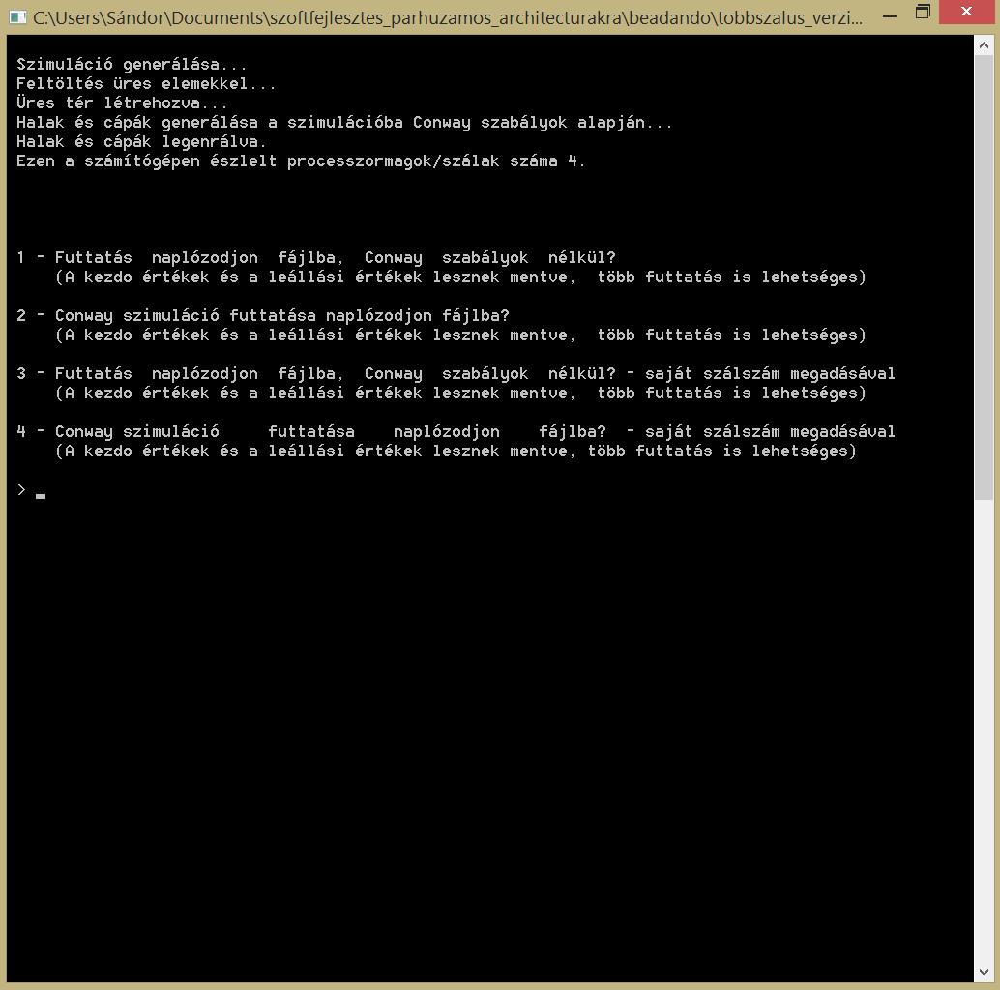 C:\Users\Sándor\Documents\szoftfejlesztes_parhuzamos_architecturakra\beadando\tobbszalus_verzi...
Szimuláció generálása...
Feltöltés üres elemekkel...
Üres tér létrehozva...
Halak és cápák generálása a szimulációba Conway szabályok alapján...
Halak és cápák legenrálva.
Ezen a számítógépen észlelt processzormagok/szálak száma 4.
1 - Futtatás  naplózodjon  fájlba,  Conway  szabályok  nélkül?
(A kezdo értékek és a leállási értékek lesznek mentve,  több futtatás is lehetséges)
2 - Conway szimuláció futtatása naplózodjon fájlba?
(A kezdo értékek és a leállási értékek lesznek mentve,  több futtatás is lehetséges)
3 - Futtatás  naplózodjon  fájlba,  Conway  szabályok  nélkül? - saját szálszám megadásával
(A kezdo értékek és a leállási értékek lesznek mentve,  több futtatás is lehetséges)
4 - Conway szimuláció     futtatása    naplózodjon    fájlba?  - saját szálszám megadásával
(A kezdo értékek és a leállási értékek lesznek mentve, több futtatás is lehetséges)
> _